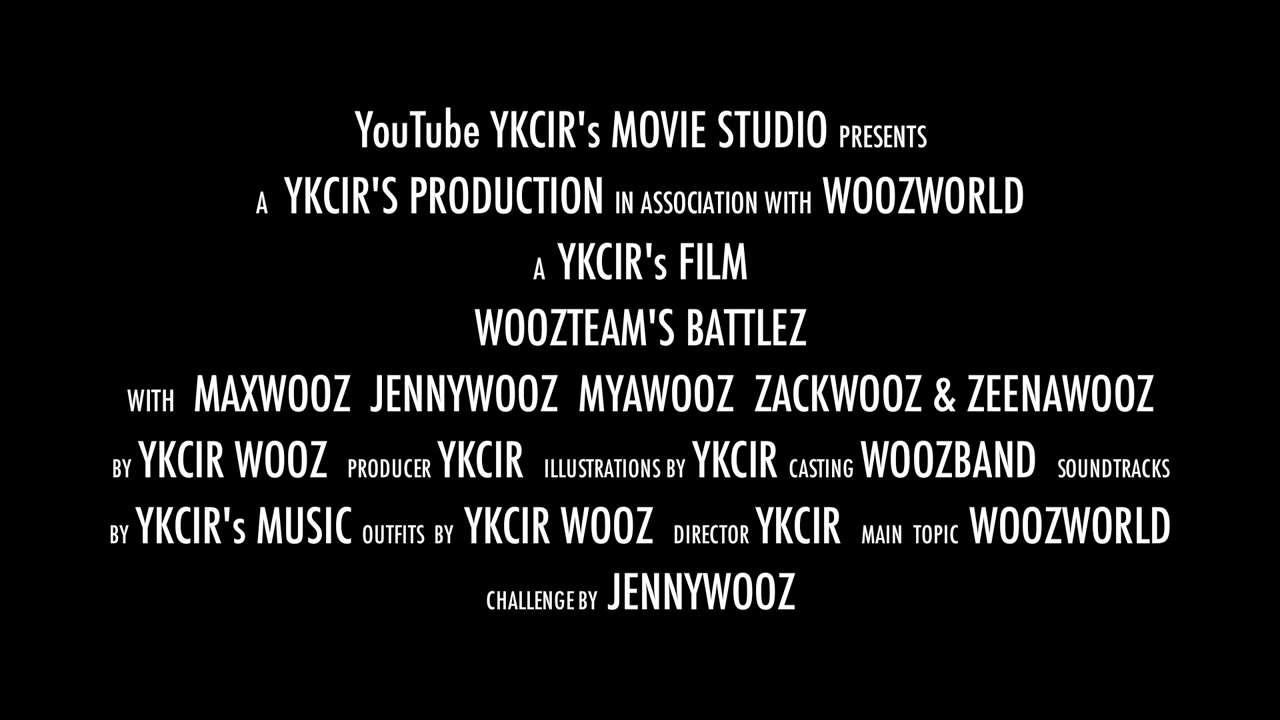 YouTube YKCIR's MOVIE STUDIO PRESENTS
A YKCIR'S PRODUCTION IN ASSOCIATION WITH WOOZWORLD
A YKCIR's FILM
WOOZTEAM'S BATTLEZ
WITH MAXWOOZ JENNYWOOZ MYAWOOZ ZACKWOOZ & ZEENAWOOZ
BY YKCIR WOOZ PRODUCER YKCIR ILLUSTRATIONS BY YKCIR CASTING WOOZBAND SOUNDTRACKS
BY YKCIR's MUSIC OUTFITS BY YKCIR WOOZ DIRECTOR YKCIR MAIN TOPIC WOOZWORLD
CHALLENGE BY JENNYWOOZ